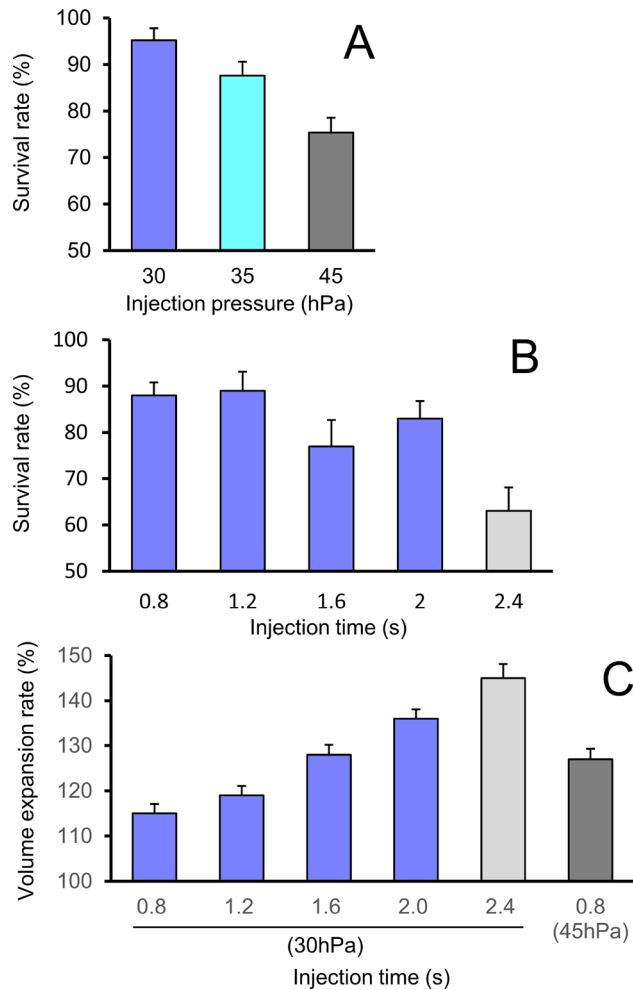 A
Survival rate (%)
100
90
80
70
60
50
30 35 45
Injection pressure (hPa)
B
Survival rate (%)
100
90
80
70
60
50
0.8 1.2 1.6 2 2.4
Injection time (s)
C
Volume expansion rate (%)
150
140
130
120
110
100
0.8 1.2 1.6 2.0 2.4 0.8
(30hPa) (45hPa)
Injection time (s)